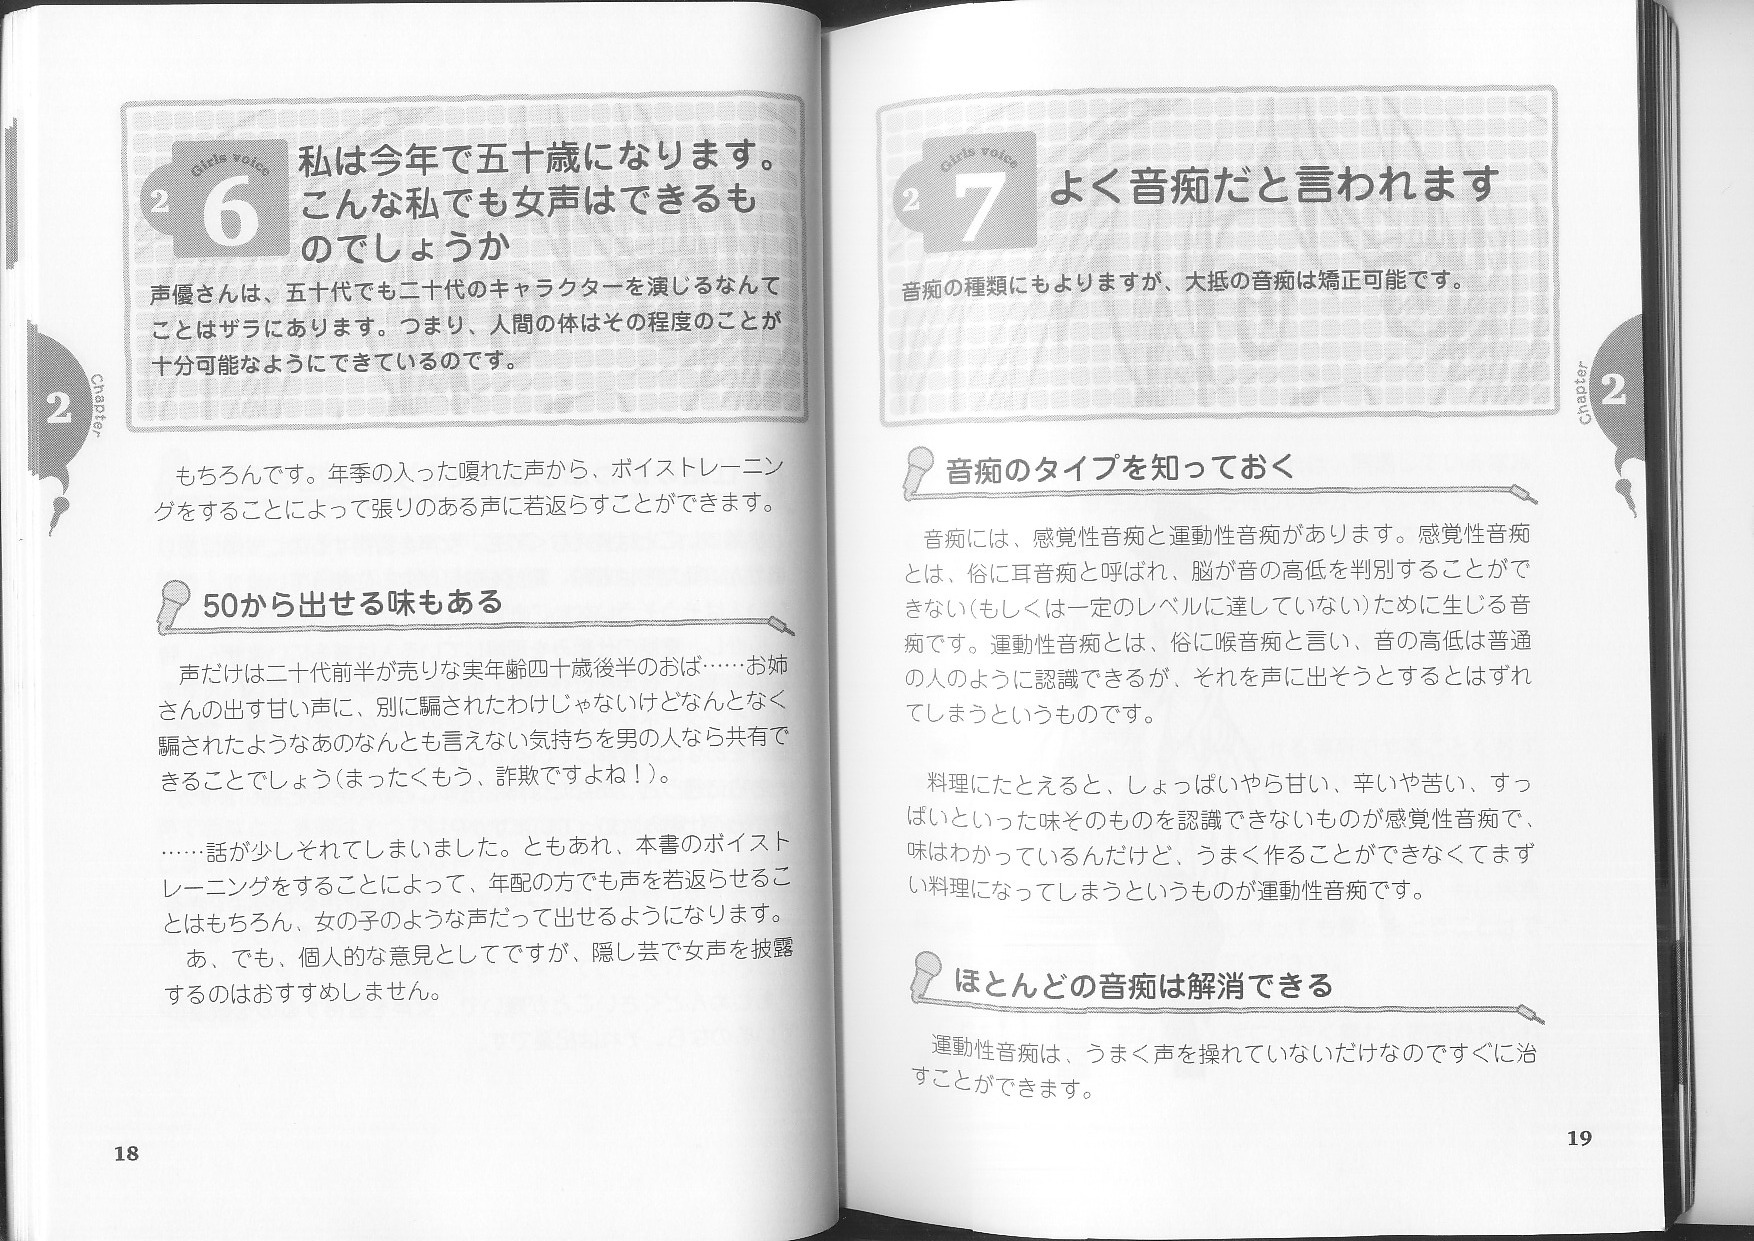 Girls voice
2
6
私は今年で五十歳になります。
こんな私でも女声はできるも
のでしょうか
声優さんは、五十代でも二十代のキャラクターを演じるなんて
ことはザラにあります。つまり、人間の体はその程度のことが
十分可能なようにできているのです。
2
Chapter
もちろんです。年季の入った嗄れた声から、ボイストレーニン
グをすることによって張りのある声に若返らすことができます。
50から出せる味もある
声だけは二十代前半が売りな実年齢四十歳後半のおば……お姉
さんの出す甘い声に、別に騙されたわけじゃないけどなんとなく
騙されたようなあのなんとも言えない気持ちを男の人なら共有で
きることでしょう(まったくもう、詐欺ですよね！)。
……話が少しそれてしまいました。ともあれ、本書のボイスト
レーニングをすることによって、年配の方でも声を若返らせるこ
とはもちろん、女の子のような声だって出せるようになります。
あ、でも、個人的な意見としてですが、隠し芸で女声を披露
するのはおすすめしません。
18
Girls voice
2
7
よく音痴だと言われます
音痴の種類にもよりますが、大抵の音痴は矯正可能です。
Chapter
2
音痴のタイプを知っておく
音痴には、感覚性音痴と運動性音痴があります。感覚性音痴
とは、俗に耳音痴と呼ばれ、脳が音の高低を判別することがで
きない(もしくは一定のレベルに達していない)ために生じる音
痴です。運動性音痴とは、俗に喉音痴と言い、音の高低は普通
の人のように認識できるが、それを声に出そうとするとはずれ
てしまうというものです。
料理にたとえると、しょっぱいやら甘い、辛いや苦い、すっ
ぱいといった味そのものを認識できないものが感覚性音痴で、
味はわかっているんだけど、うまく作ることができなくてまず
い料理になってしまうというものが運動性音痴です。
ほとんどの音痴は解消できる
運動性音痴は、うまく声を操れていないだけなのですぐに治
すことができます。
19